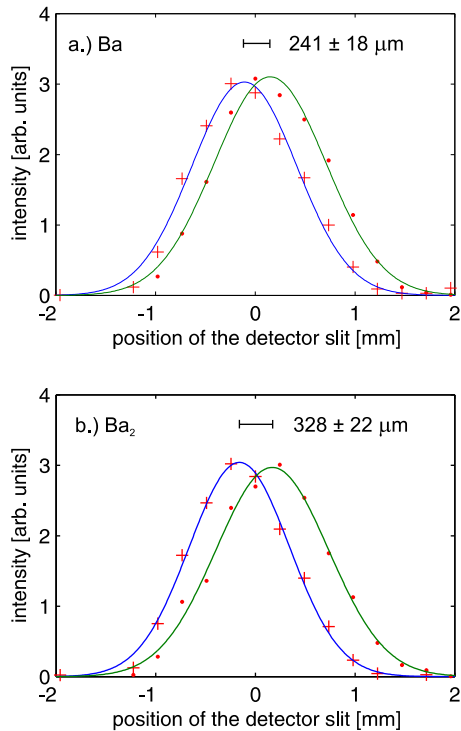 a.) Ba
241 ± 18 μm
intensity [arb. units]
4
3
2
1
0
-2
-1
0
1
2
position of the detector slit [mm]
b.) Ba₂
328 ± 22 μm
intensity [arb. units]
4
3
2
1
0
-2
-1
0
1
2
position of the detector slit [mm]